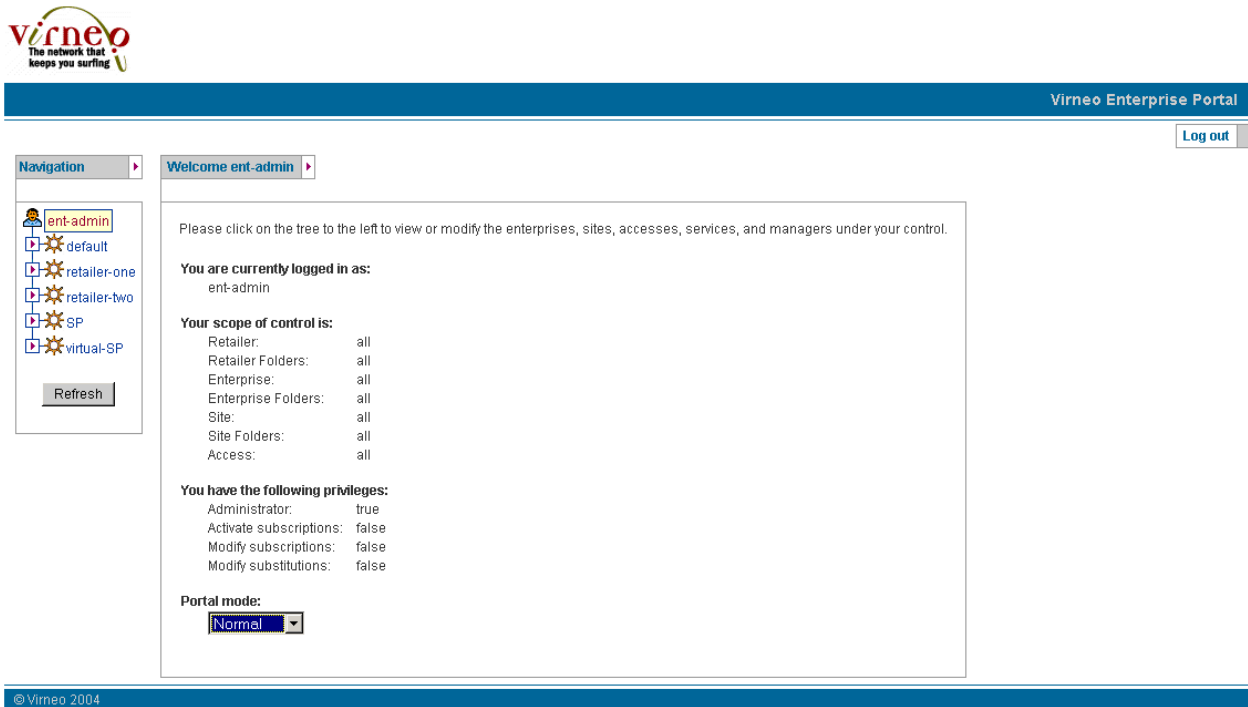 Virneo
The network that
keeps you surfing
Virneo Enterprise Portal
Log out
Navigation
Welcome ent-admin
ent-admin
default
retailer-one
retailer-two
SP
virtual-SP
Refresh
Please click on the tree to the left to view or modify the enterprises, sites, accesses, services, and managers under your control.
You are currently logged in as:
ent-admin
Your scope of control is:
Retailer: all
Retailer Folders: all
Enterprise: all
Enterprise Folders: all
Site: all
Site Folders: all
Access: all
You have the following privileges:
Administrator: true
Activate subscriptions: false
Modify subscriptions: false
Modify substitutions: false
Portal mode:
Normal
© Virneo 2004